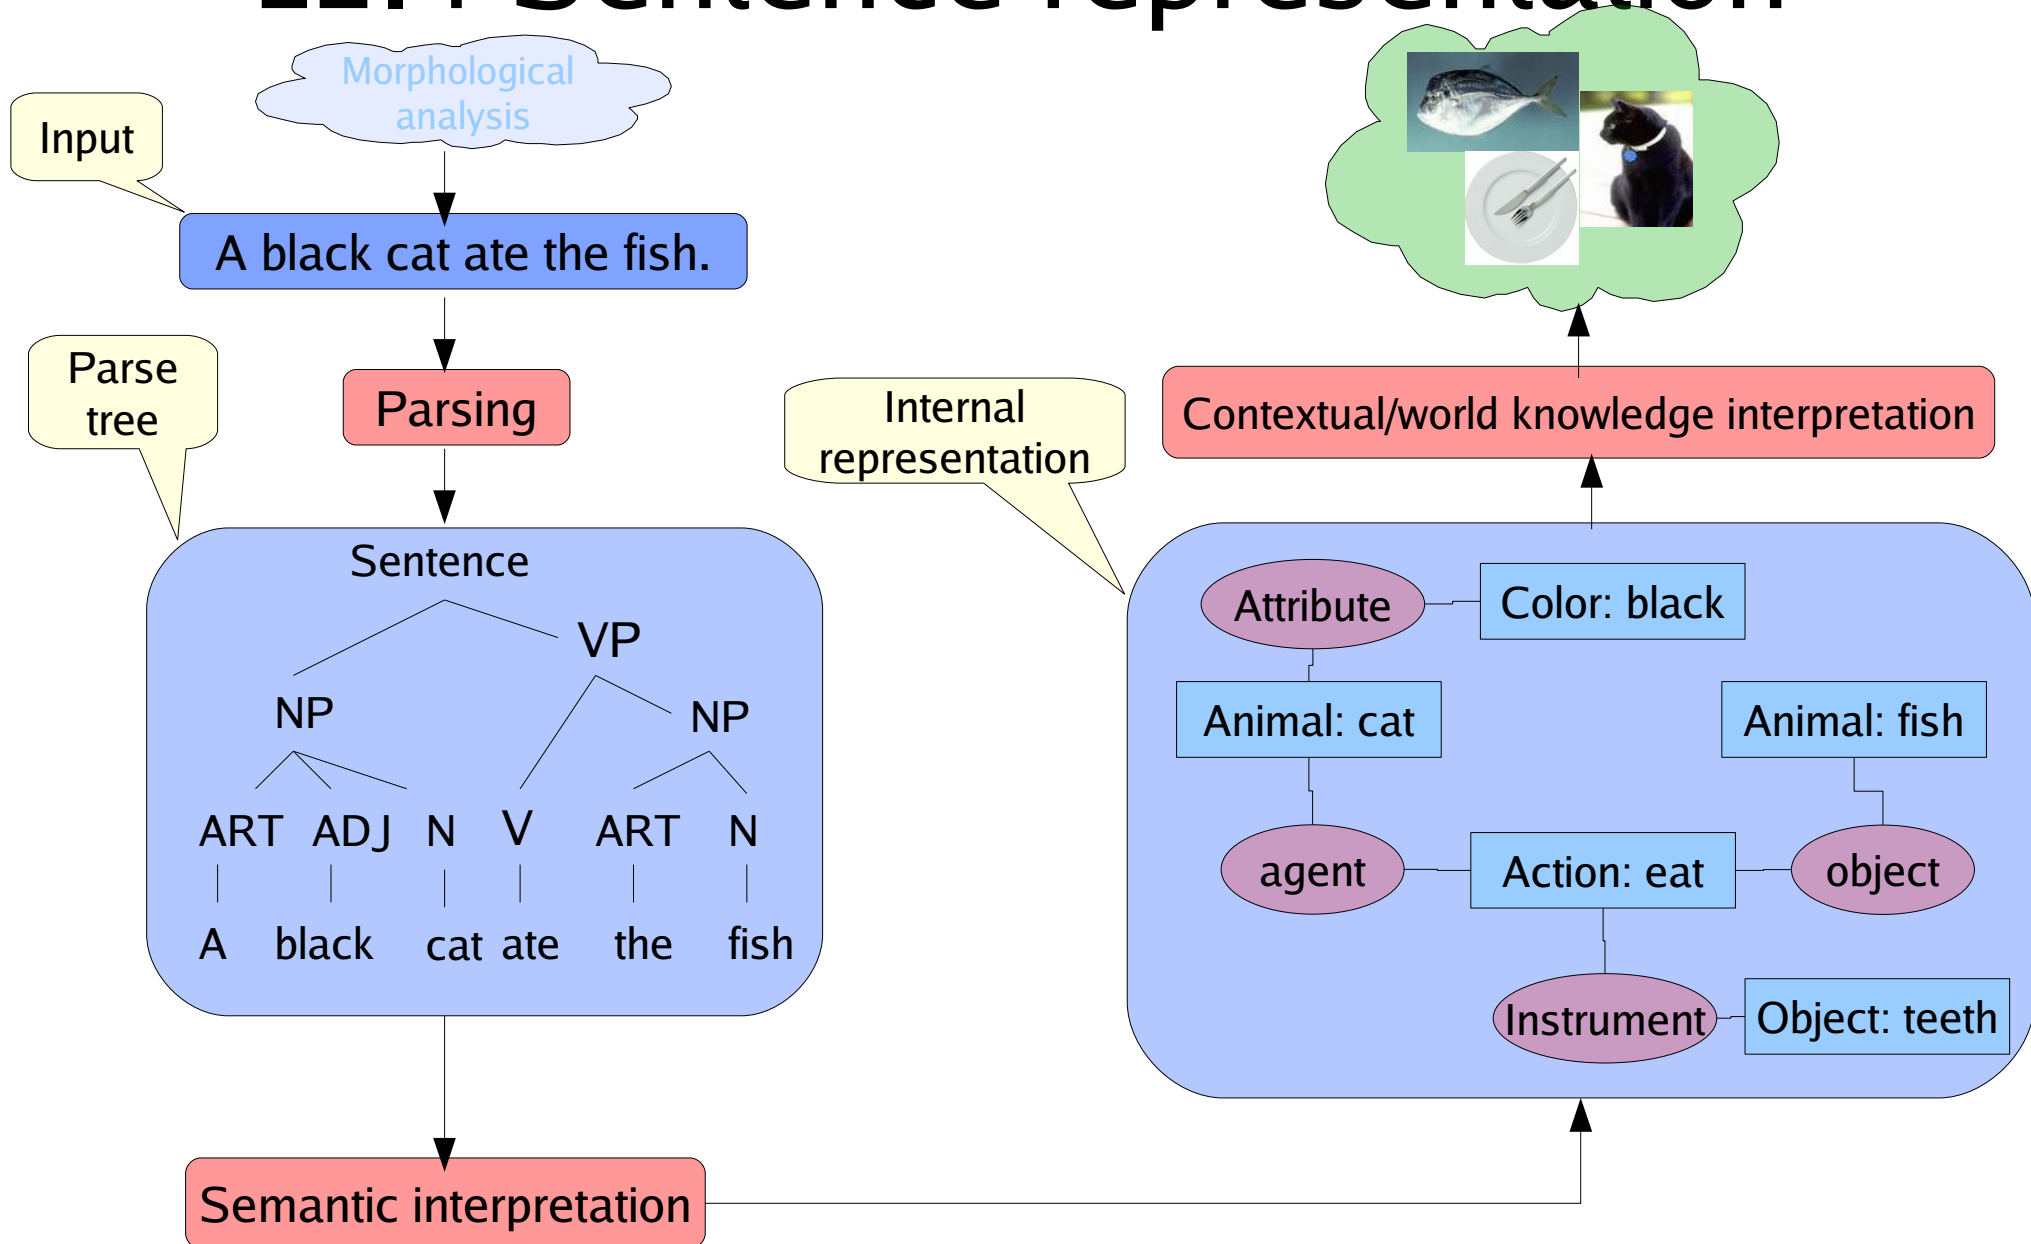 Sentence representation
Morphological
analysis
Input
A black cat ate the fish.
Parse
tree
Parsing
Sentence
VP
NP
NP
ART ADJ N V ART N
A black cat ate the fish
Semantic interpretation
Internal
representation
Contextual/world knowledge interpretation
Attribute
Color: black
Animal: cat
Animal: fish
agent
Action: eat
object
Instrument
Object: teeth